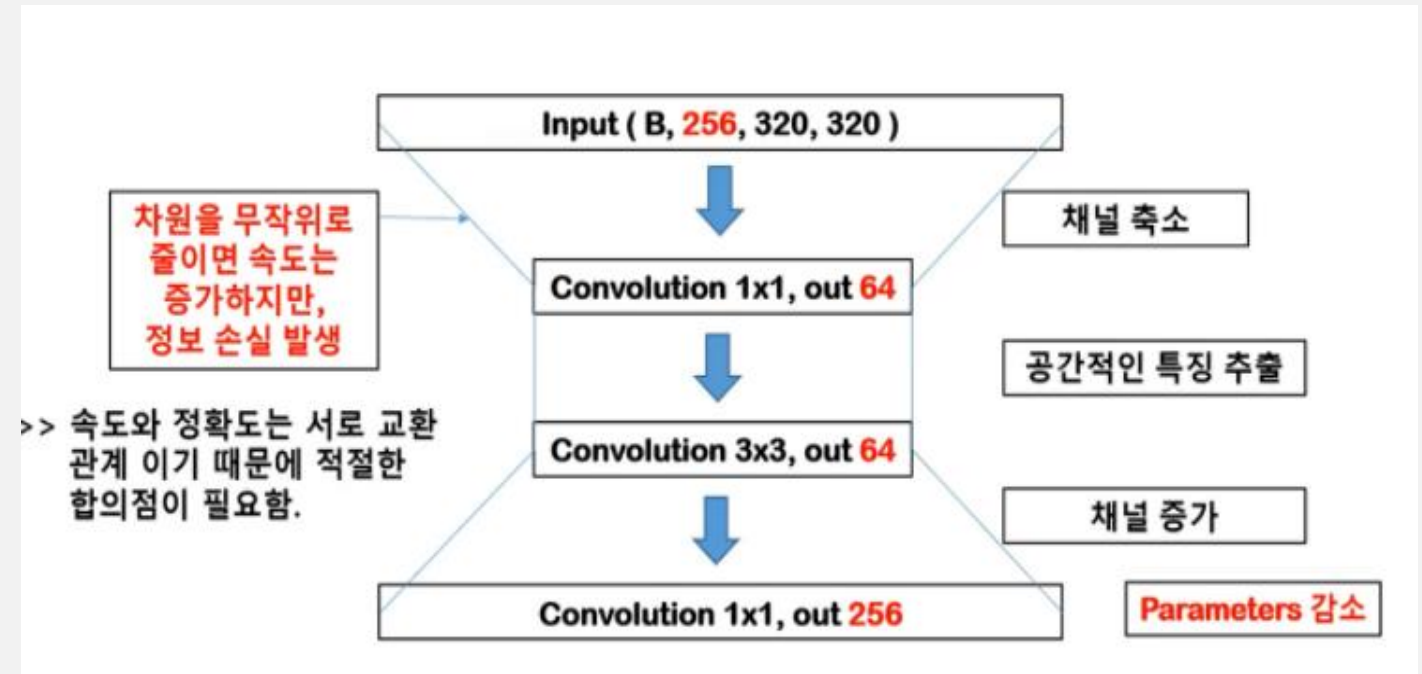 Input ( B, 256, 320, 320 )
차원을 무작위로
줄이면 속도는
증가하지만,
정보 손실 발생
채널 축소
Convolution 1x1, out 64
공간적인 특징 추출
>> 속도와 정확도는 서로 교환
관계 이기 때문에 적절한
합의점이 필요함.
Convolution 3x3, out 64
채널 증가
Convolution 1x1, out 256
Parameters 감소